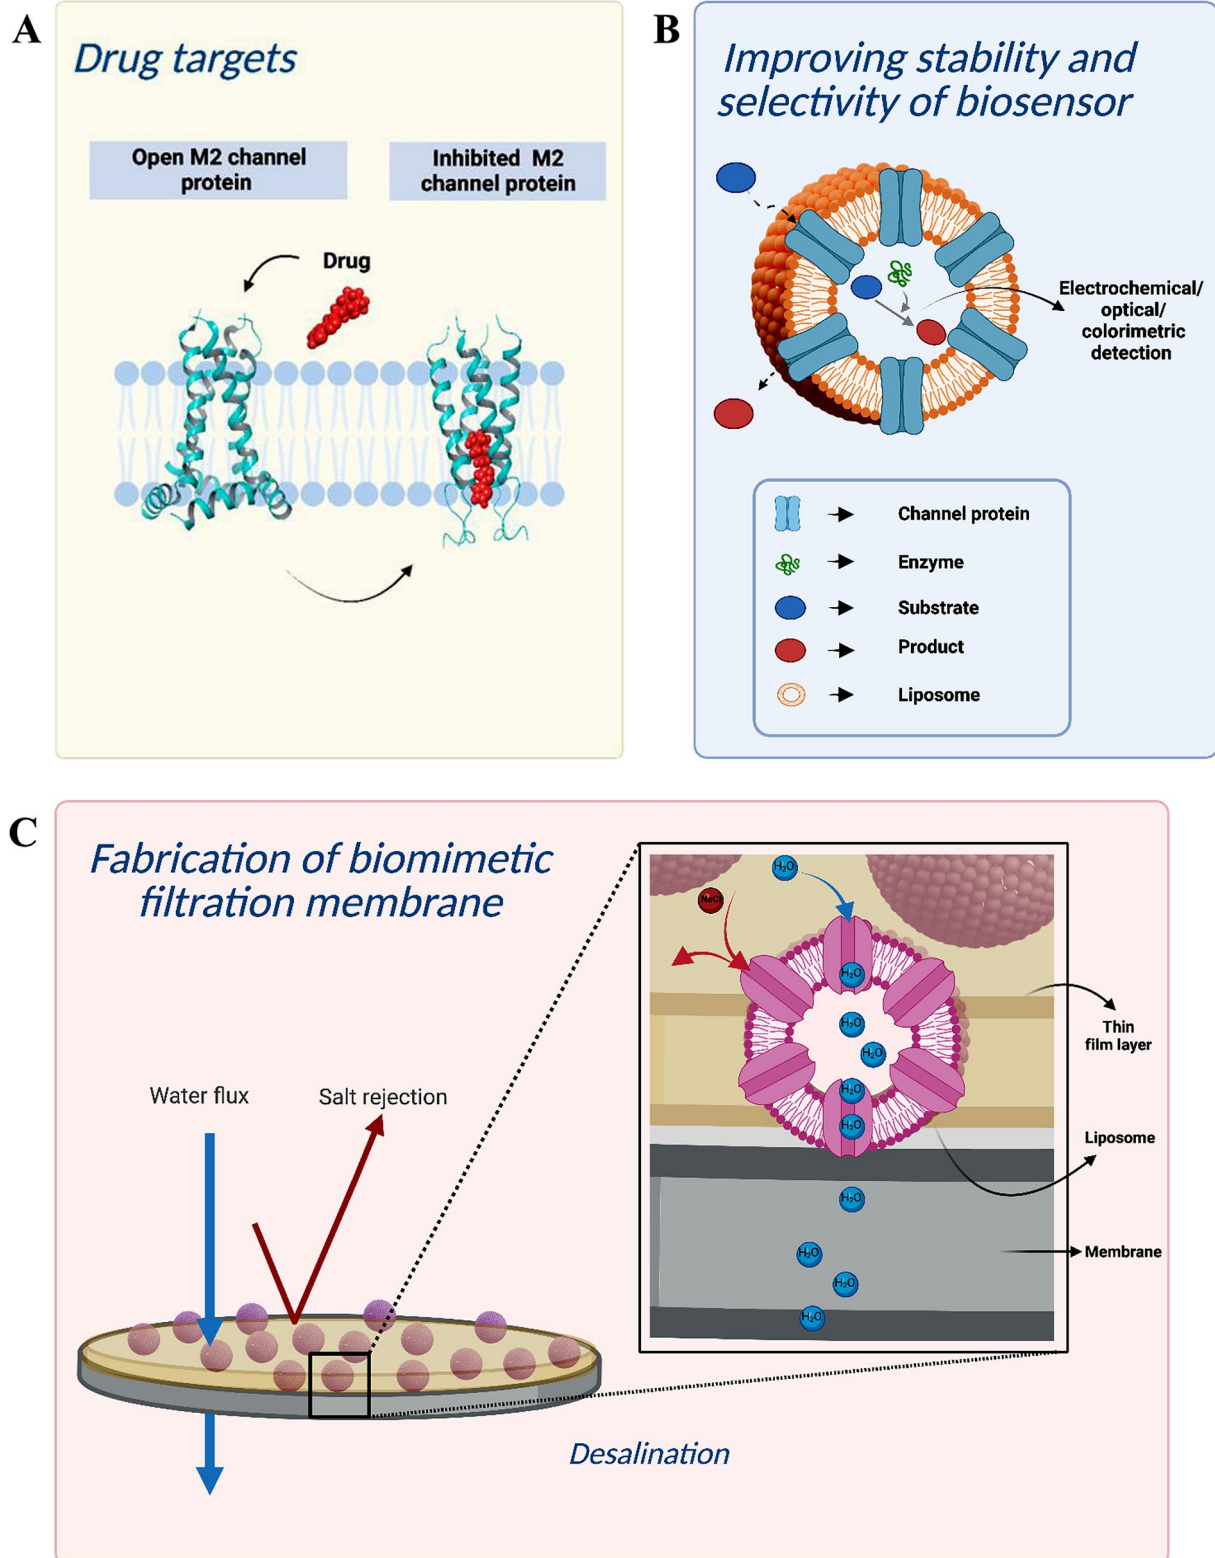 A
Drug targets
Open M2 channel
protein
Inhibited M2
channel protein
Drug
B
Improving stability and
selectivity of biosensor
Electrochemical/
optical/
colorimetric
detection
Channel protein
Enzyme
Substrate
Product
Liposome
C
Fabrication of biomimetic
filtration membrane
Water flux
Salt rejection
H₂O
NaCl
H₂O
H₂O
H₂O
H₂O
H₂O
H₂O
H₂O
H₂O
H₂O
Thin
film layer
Liposome
Membrane
Desalination